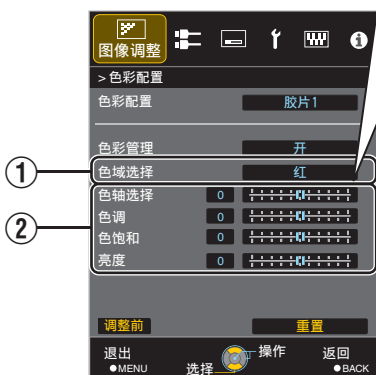 图像调整
>色彩配置
色彩配置 胶片1
色彩管理 开
① 色域选择 红
② 色轴选择 0
色调 0
色饱和 0
亮度 0
调整前 重置
退出 操作 返回
●MENU 选择 ●BACK